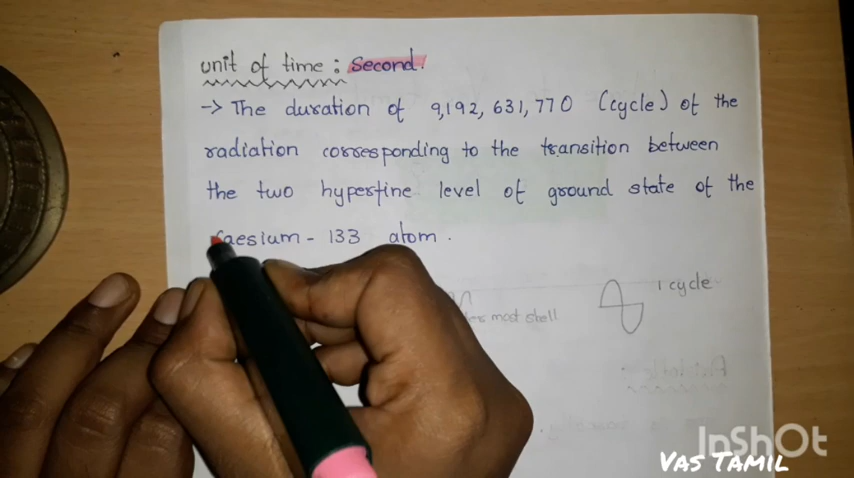 unit of time : Second.
-> The duration of 9,192,631,770 (cycle) of the
radiation corresponding to the transition between
the two hyperfine level of ground state of the
Caesium - 133 atom.
1 cycle
most shell
InShOt
VAS TAMIL